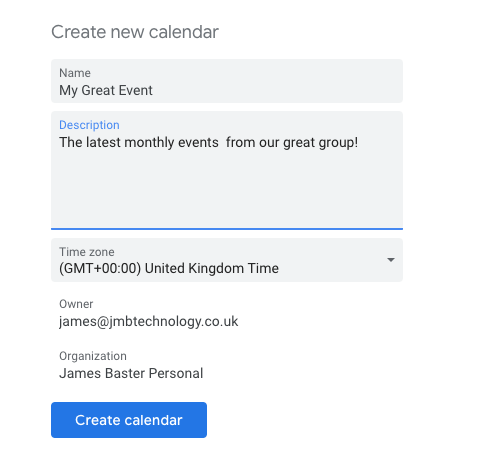 Create new calendar
Name
My Great Event
Description
The latest monthly events  from our great group!
Time zone
(GMT+00:00) United Kingdom Time
Owner
james@jmbtechnology.co.uk
Organization
James Baster Personal
Create calendar